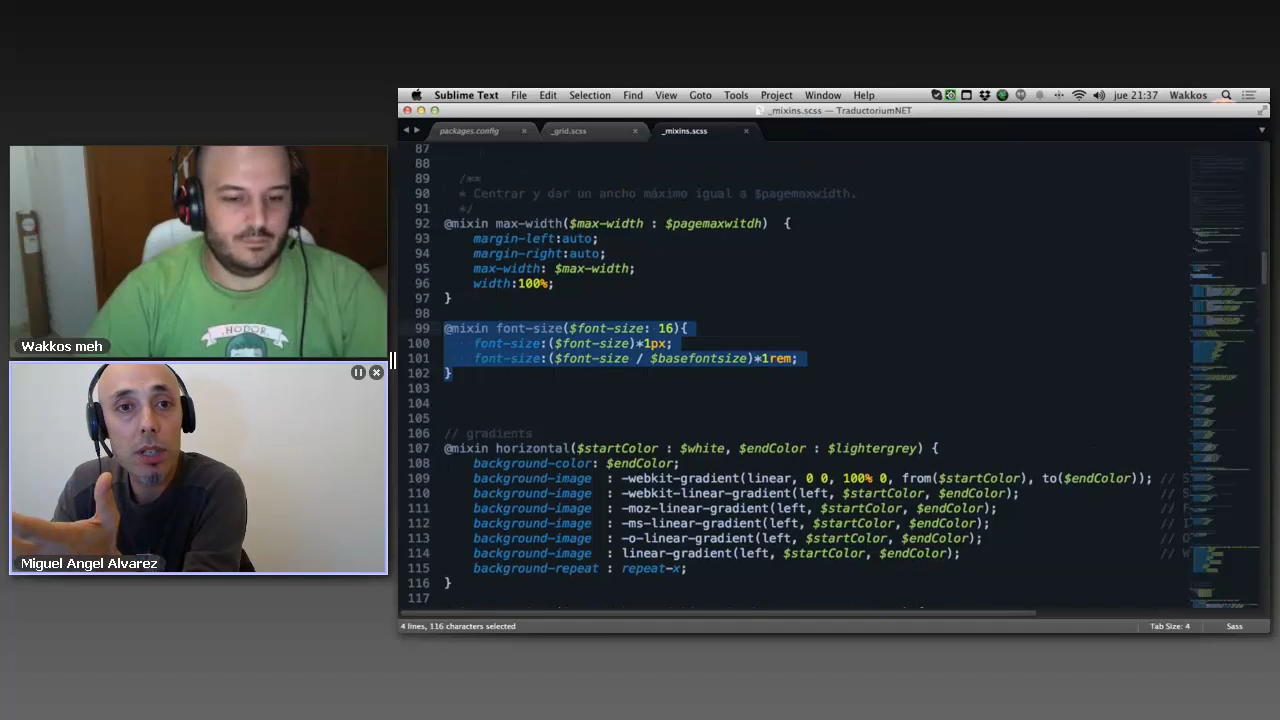 Sublime Text File Edit Selection Find View Goto Tools Project Window Help jue 21:37 Wakkos
_mixins.scss — TraductoriumNET
packages.config × _grid.scss × _mixins.scss ×
87
88
89 /**
90 * Centrar y dar un ancho máximo igual a $pagemaxwidth.
91 */
92 @mixin max-width($max-width : $pagemaxwitdh) {
93 margin-left:auto;
94 margin-right:auto;
95 max-width: $max-width;
96 width:100%;
97 }
98
99 @mixin font-size($font-size: 16){
100 font-size:($font-size)*1px;
101 font-size:($font-size / $basefontsize)*1rem;
102 }
103
104
105
106 // gradients
107 @mixin horizontal($startColor : $white, $endColor : $lightergrey) {
108 background-color: $endColor;
109 background-image : -webkit-gradient(linear, 0 0, 100% 0, from($startColor), to($endColor)); // S
110 background-image : -webkit-linear-gradient(left, $startColor, $endColor); // S
111 background-image : -moz-linear-gradient(left, $startColor, $endColor); // F
112 background-image : -ms-linear-gradient(left, $startColor, $endColor); // I
113 background-image : -o-linear-gradient(left, $startColor, $endColor); // O
114 background-image : linear-gradient(left, $startColor, $endColor); // W
115 background-repeat : repeat-x;
116 }
117
4 lines, 116 characters selected Tab Size: 4 Sass
HODOR
Wakkos meh
Miguel Angel Alvarez